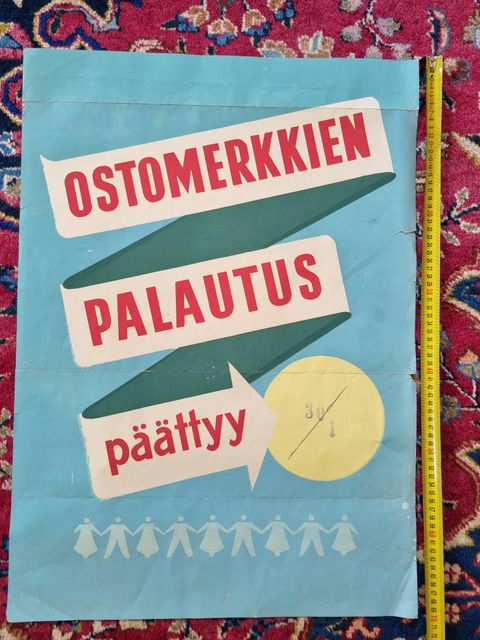 OSTOMERKKIEN
PALAUTUS
päättyy
30/1